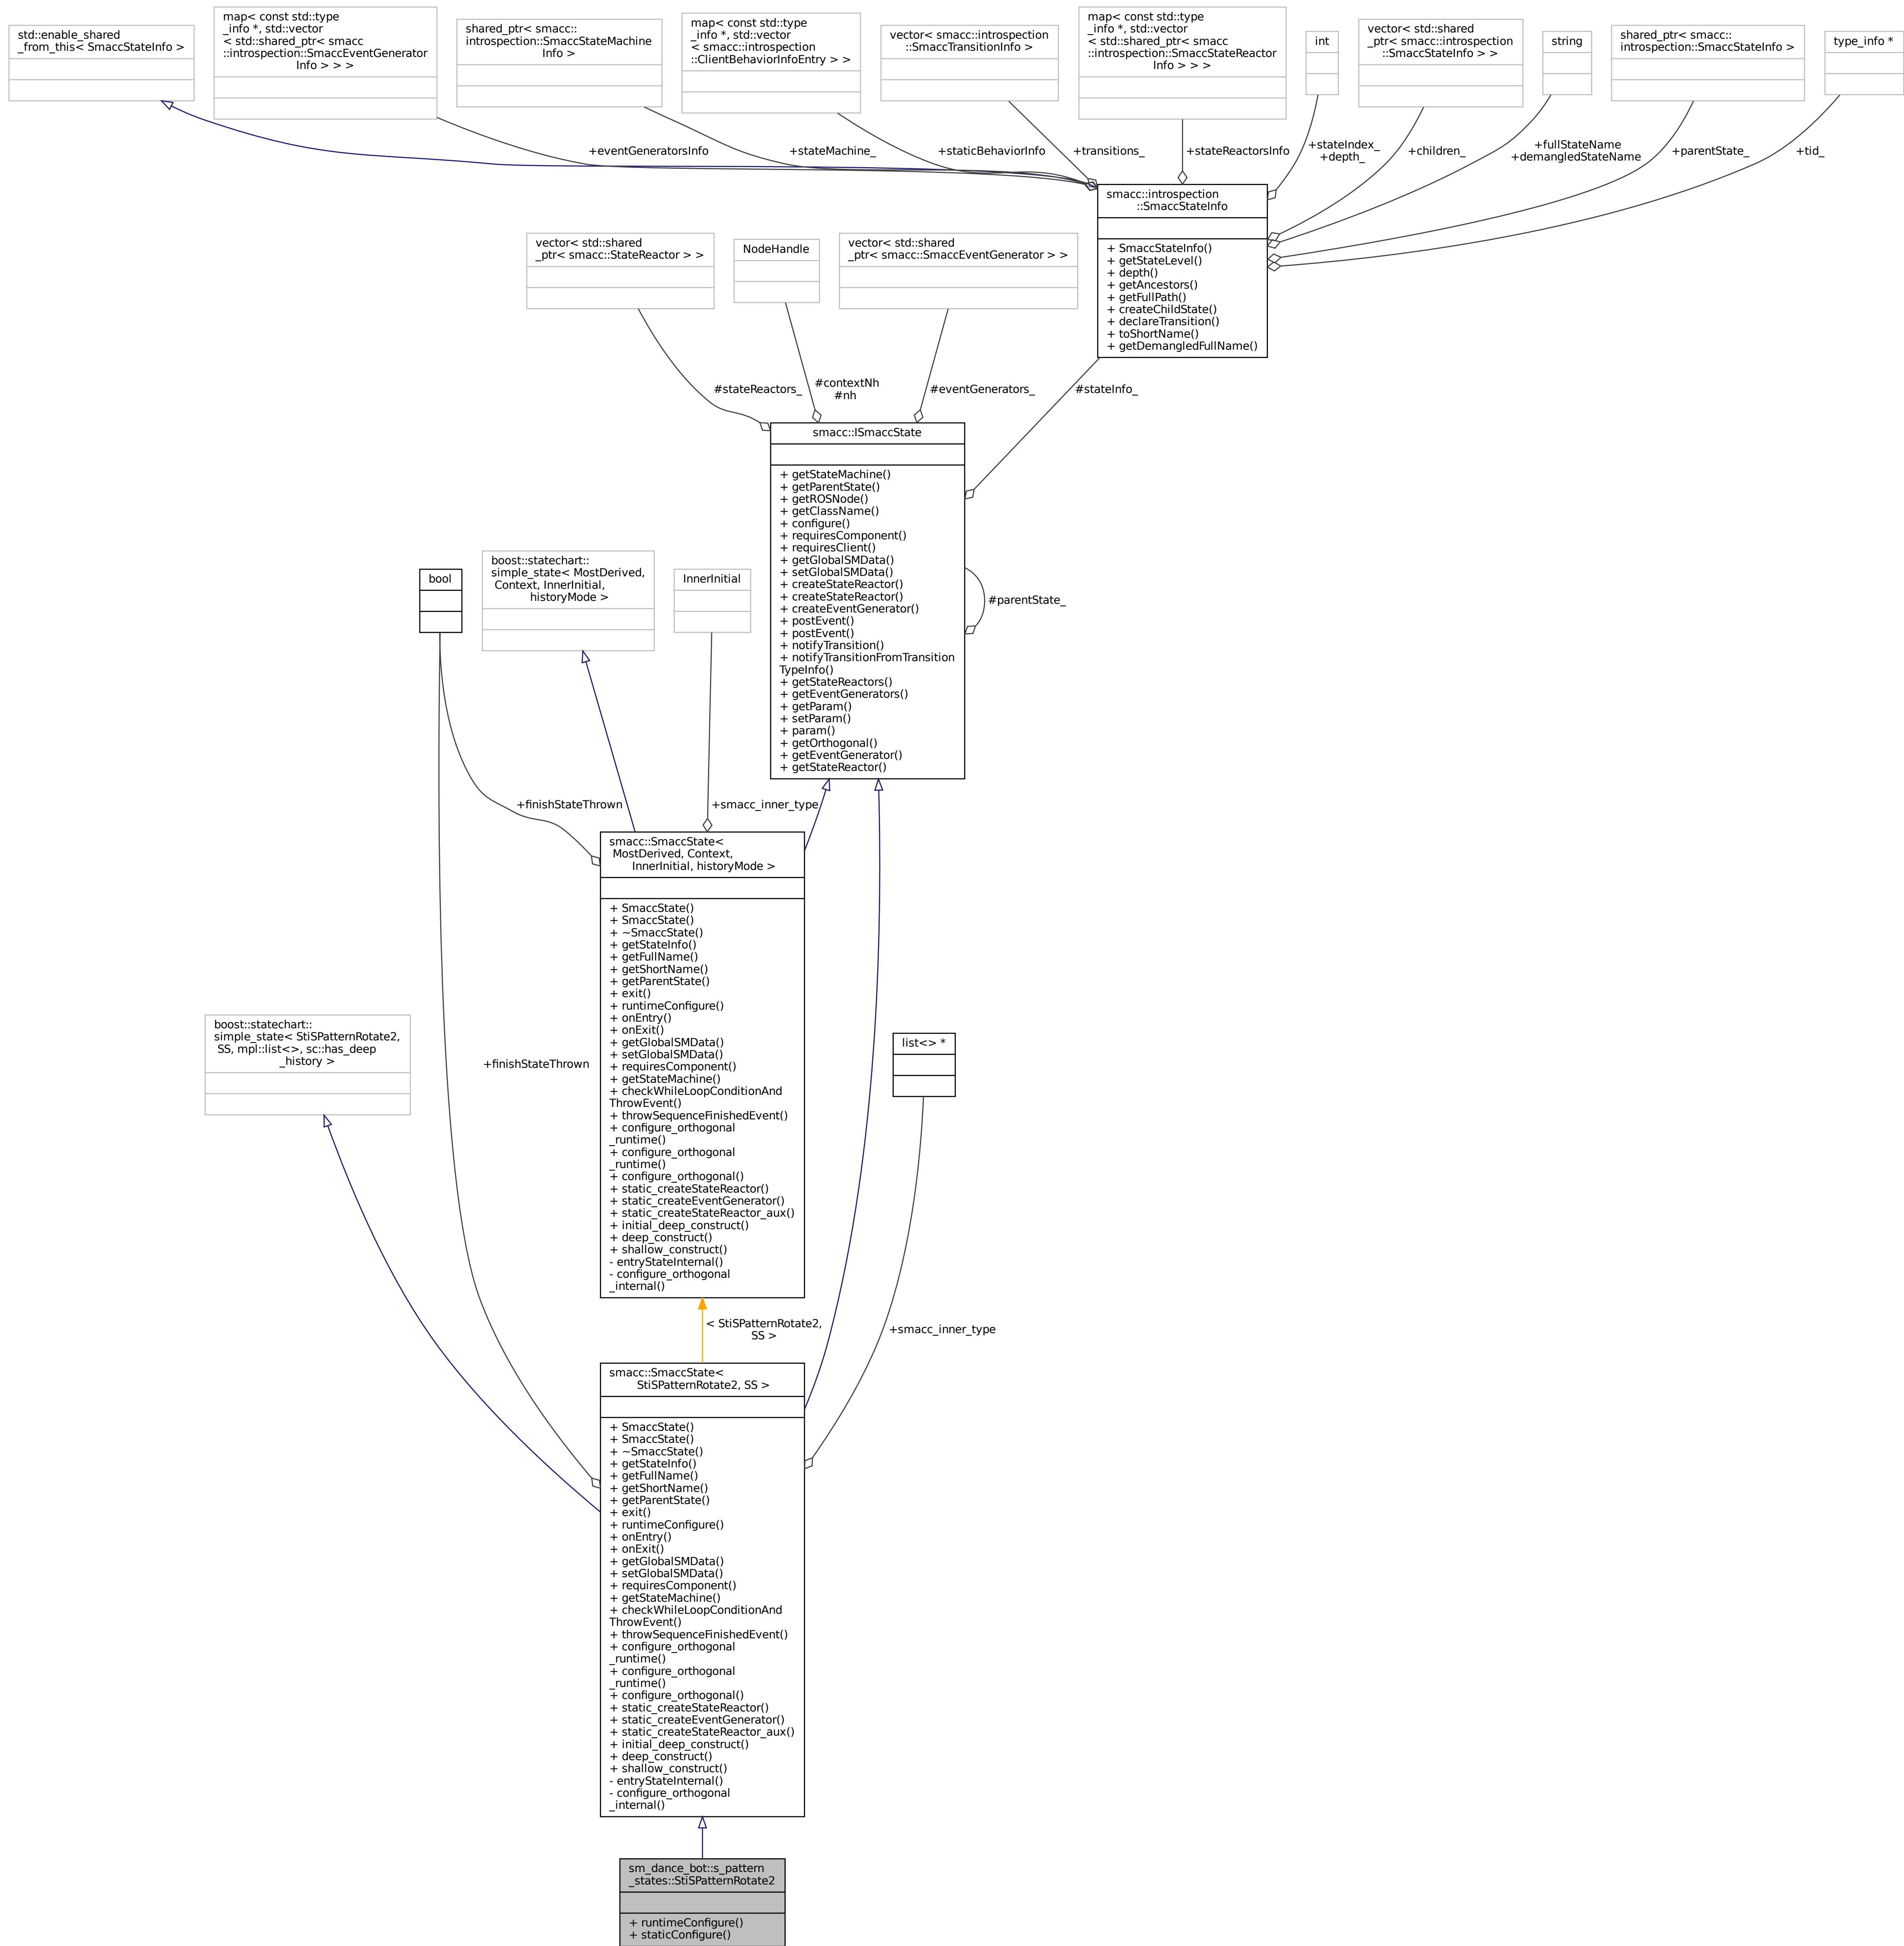 std::enable_shared
_from_this< SmaccStateInfo >
map< const std::type
_info *, std::vector
< std::shared_ptr< smacc
::introspection::SmaccEventGenerator
Info > > >
shared_ptr< smacc::
introspection::SmaccStateMachine
Info >
map< const std::type
_info *, std::vector
< smacc::introspection
::ClientBehaviorInfoEntry > >
vector< smacc::introspection
::SmaccTransitionInfo >
map< const std::type
_info *, std::vector
< std::shared_ptr< smacc
::introspection::SmaccStateReactor
Info > > >
int
vector< std::shared
_ptr< smacc::introspection
::SmaccStateInfo > >
string
shared_ptr< smacc::
introspection::SmaccStateInfo >
type_info *
+eventGeneratorsInfo
+stateMachine_
+staticBehaviorInfo
+transitions_
+stateReactorsInfo
+stateIndex_
+depth_
+children_
+fullStateName
+demangledStateName
+parentState_
+tid_
smacc::introspection
::SmaccStateInfo
+ SmaccStateInfo()
+ getStateLevel()
+ depth()
+ getAncestors()
+ getFullPath()
+ createChildState()
+ declareTransition()
+ toShortName()
+ getDemangledFullName()
vector< std::shared
_ptr< smacc::StateReactor > >
NodeHandle
vector< std::shared
_ptr< smacc::SmaccEventGenerator > >
#stateReactors_
#contextNh
#nh
#eventGenerators_
#stateInfo_
smacc::ISmaccState
+ getStateMachine()
+ getParentState()
+ getROSNode()
+ getClassName()
+ configure()
+ requiresComponent()
+ requiresClient()
+ getGlobalSMData()
+ setGlobalSMData()
+ createStateReactor()
+ createStateReactor()
+ createEventGenerator()
+ postEvent()
+ postEvent()
+ notifyTransition()
+ notifyTransitionFromTransition
TypeInfo()
+ getStateReactors()
+ getEventGenerators()
+ getParam()
+ setParam()
+ param()
+ getOrthogonal()
+ getEventGenerator()
+ getStateReactor()
#parentState_
bool
boost::statechart::
simple_state< MostDerived,
Context, InnerInitial,
historyMode >
InnerInitial
+finishStateThrown
+smacc_inner_type
smacc::SmaccState<
MostDerived, Context,
InnerInitial, historyMode >
+ SmaccState()
+ SmaccState()
+ ~SmaccState()
+ getStateInfo()
+ getFullName()
+ getShortName()
+ getParentState()
+ exit()
+ runtimeConfigure()
+ onEntry()
+ onExit()
+ getGlobalSMData()
+ setGlobalSMData()
+ requiresComponent()
+ getStateMachine()
+ checkWhileLoopConditionAnd
ThrowEvent()
+ throwSequenceFinishedEvent()
+ configure_orthogonal
_runtime()
+ configure_orthogonal
_runtime()
+ configure_orthogonal()
+ static_createStateReactor()
+ static_createEventGenerator()
+ static_createStateReactor_aux()
+ initial_deep_construct()
+ deep_construct()
+ shallow_construct()
- entryStateInternal()
- configure_orthogonal
_internal()
boost::statechart::
simple_state< StiSPatternRotate2,
SS, mpl::list<>, sc::has_deep
_history >
+finishStateThrown
list<> *
< StiSPatternRotate2,
SS >
+smacc_inner_type
smacc::SmaccState<
StiSPatternRotate2, SS >
+ SmaccState()
+ SmaccState()
+ ~SmaccState()
+ getStateInfo()
+ getFullName()
+ getShortName()
+ getParentState()
+ exit()
+ runtimeConfigure()
+ onEntry()
+ onExit()
+ getGlobalSMData()
+ setGlobalSMData()
+ requiresComponent()
+ getStateMachine()
+ checkWhileLoopConditionAnd
ThrowEvent()
+ throwSequenceFinishedEvent()
+ configure_orthogonal
_runtime()
+ configure_orthogonal
_runtime()
+ configure_orthogonal()
+ static_createStateReactor()
+ static_createEventGenerator()
+ static_createStateReactor_aux()
+ initial_deep_construct()
+ deep_construct()
+ shallow_construct()
- entryStateInternal()
- configure_orthogonal
_internal()
sm_dance_bot::s_pattern
_states::StiSPatternRotate2
+ runtimeConfigure()
+ staticConfigure()